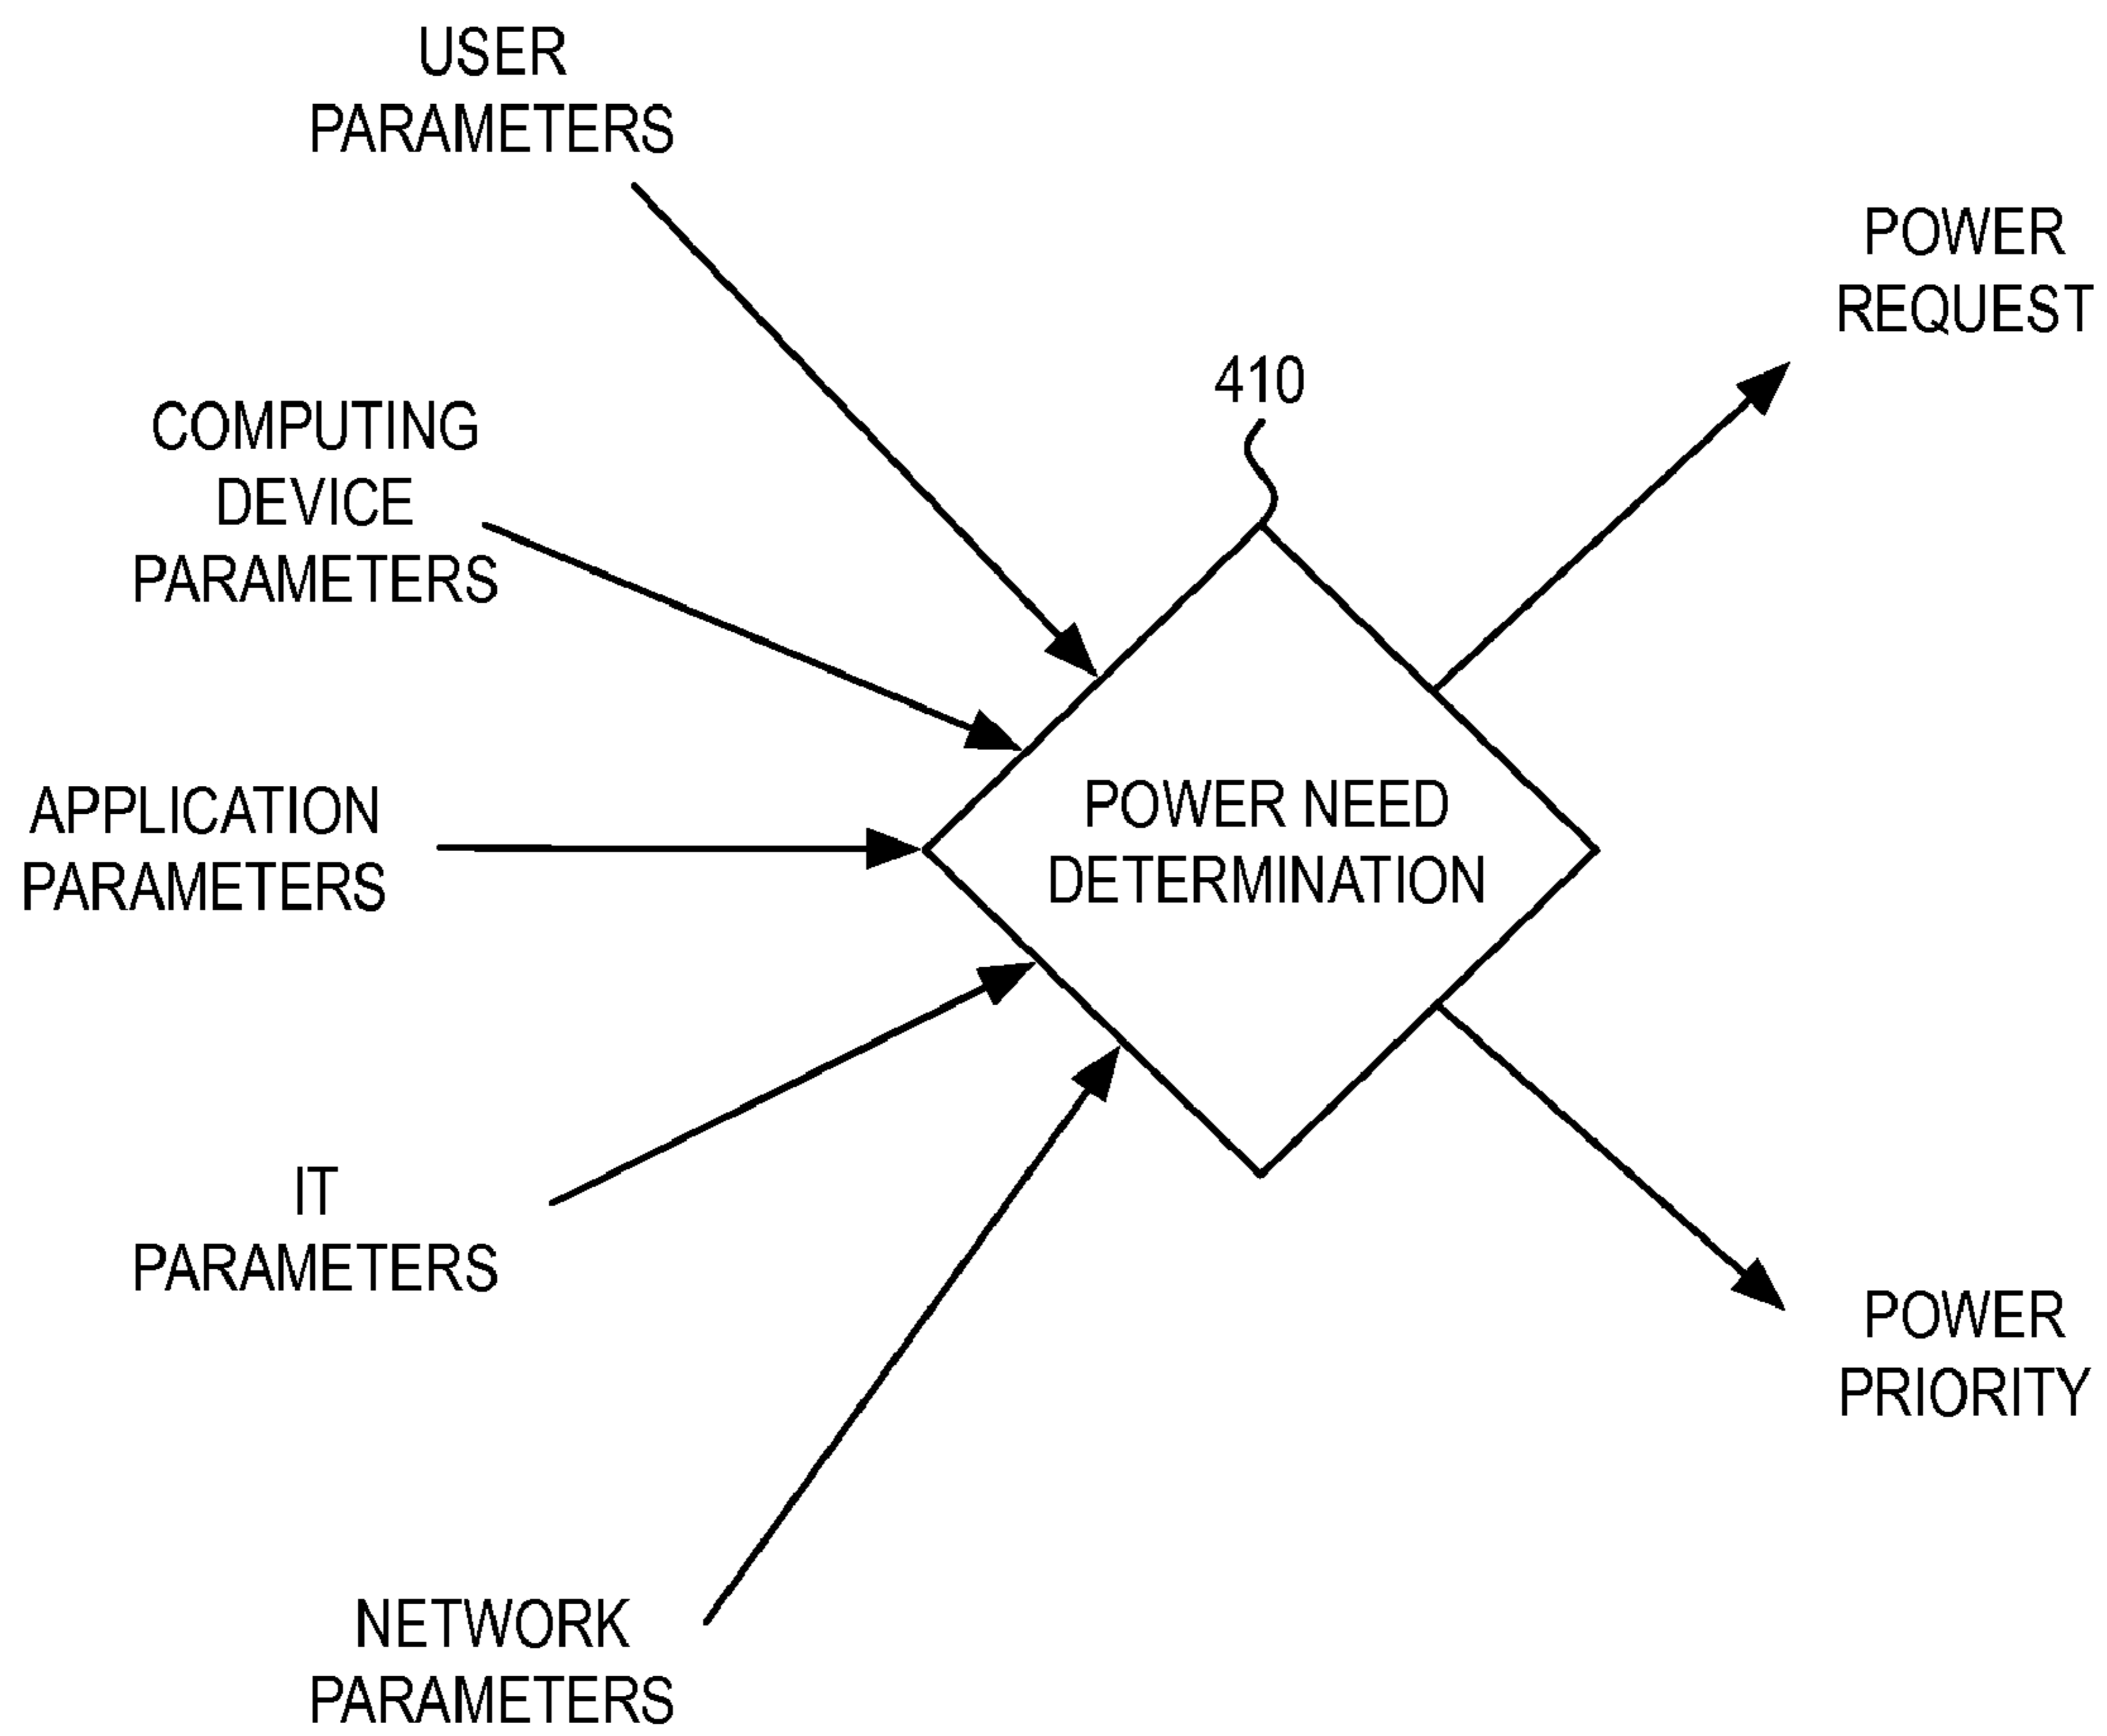 USER
PARAMETERS
POWER
REQUEST
410
COMPUTING
DEVICE
PARAMETERS
APPLICATION
PARAMETERS
POWER NEED
DETERMINATION
IT
PARAMETERS
POWER
PRIORITY
NETWORK
PARAMETERS